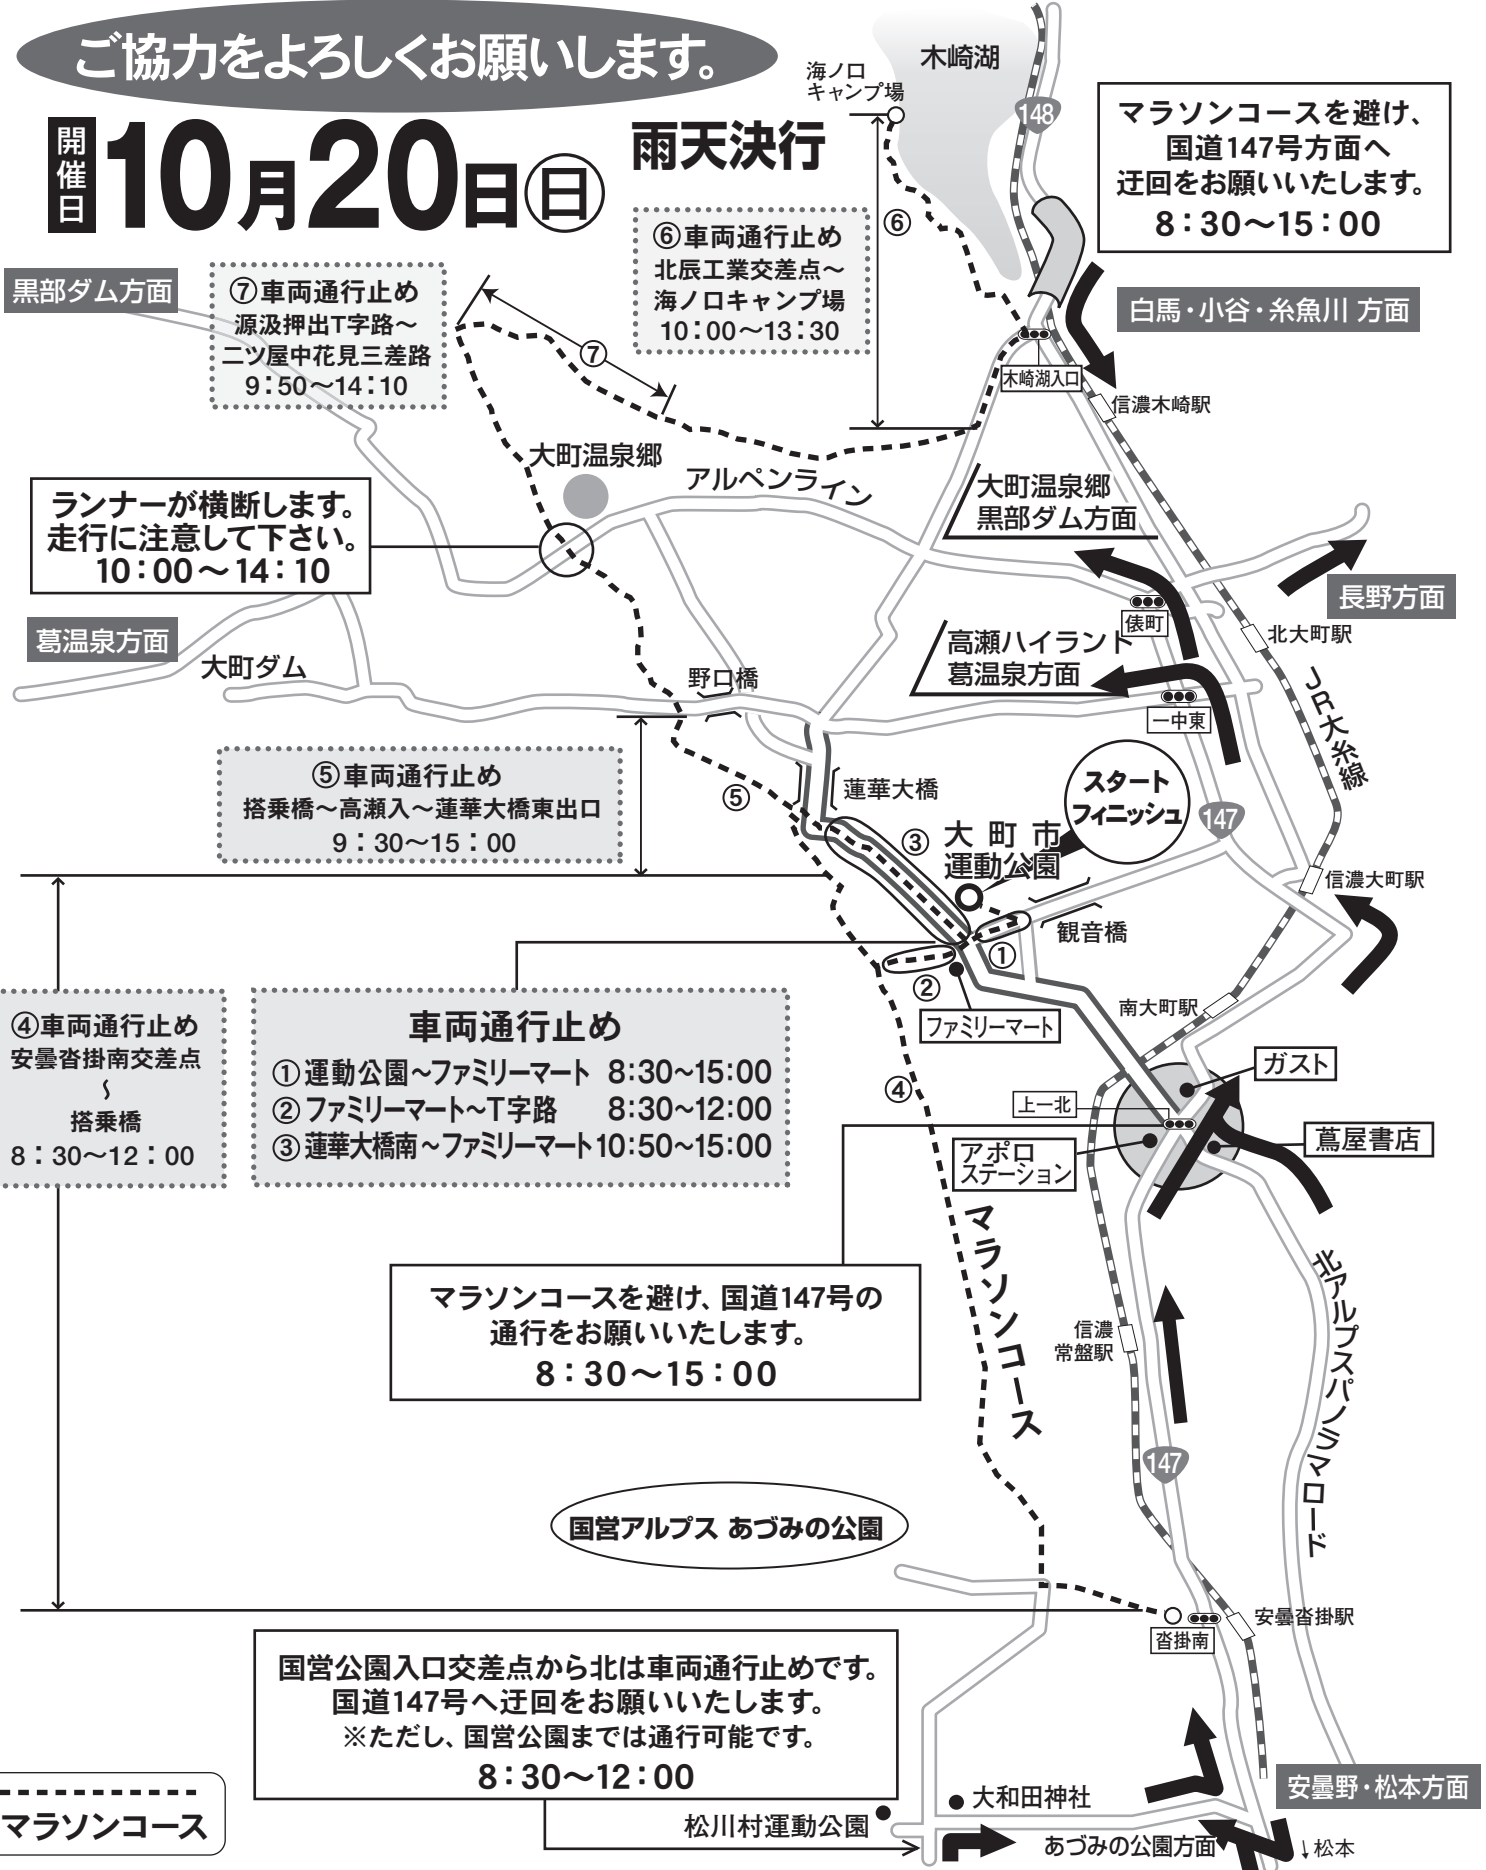 ご協力をよろしくお願いします。
開催日
10月20日㊐
雨天決行
木崎湖
海ノ口
キャンプ場
148
マラソンコースを避け、
国道147号方面へ
迂回をお願いいたします。
8：30～15：00
⑥車両通行止め
北辰工業交差点～
海ノ口キャンプ場
10：00～13：30
⑥
黒部ダム方面
⑦車両通行止め
源汲押出T字路～
二ツ屋中花見三差路
9：50～14：10
⑦
白馬・小谷・糸魚川 方面
木崎湖入口
信濃木崎駅
大町温泉郷
アルペンライン
大町温泉郷
黒部ダム方面
ランナーが横断します。
走行に注意して下さい。
10：00～14：10
長野方面
俵町
北大町駅
葛温泉方面
大町ダム
高瀬ハイランド
葛温泉方面
野口橋
一中東
JR大糸線
⑤車両通行止め
搭乗橋～高瀬入～蓮華大橋東出口
9：30～15：00
⑤
蓮華大橋
スタート
フィニッシュ
147
③
大町市
運動公園
信濃大町駅
観音橋
①
②
ファミリーマート
南大町駅
④車両通行止め
安曇沓掛南交差点
～
搭乗橋
8：30～12：00
車両通行止め
①運動公園～ファミリーマート 8:30～15:00
②ファミリーマート～T字路 8:30～12:00
③蓮華大橋南～ファミリーマート10:50～15:00
④
ガスト
上一北
アポロ
ステーション
蔦屋書店
マラソンコース
マラソンコースを避け、国道147号の
通行をお願いいたします。
8：30～15：00
信濃
常盤駅
北アルプスパノラマロード
147
国営アルプス あづみの公園
安曇沓掛駅
沓掛南
国営公園入口交差点から北は車両通行止めです。
国道147号へ迂回をお願いいたします。
※ただし、国営公園までは通行可能です。
8：30～12：00
マラソンコース
大和田神社
松川村運動公園
安曇野・松本方面
あづみの公園方面
↓松本